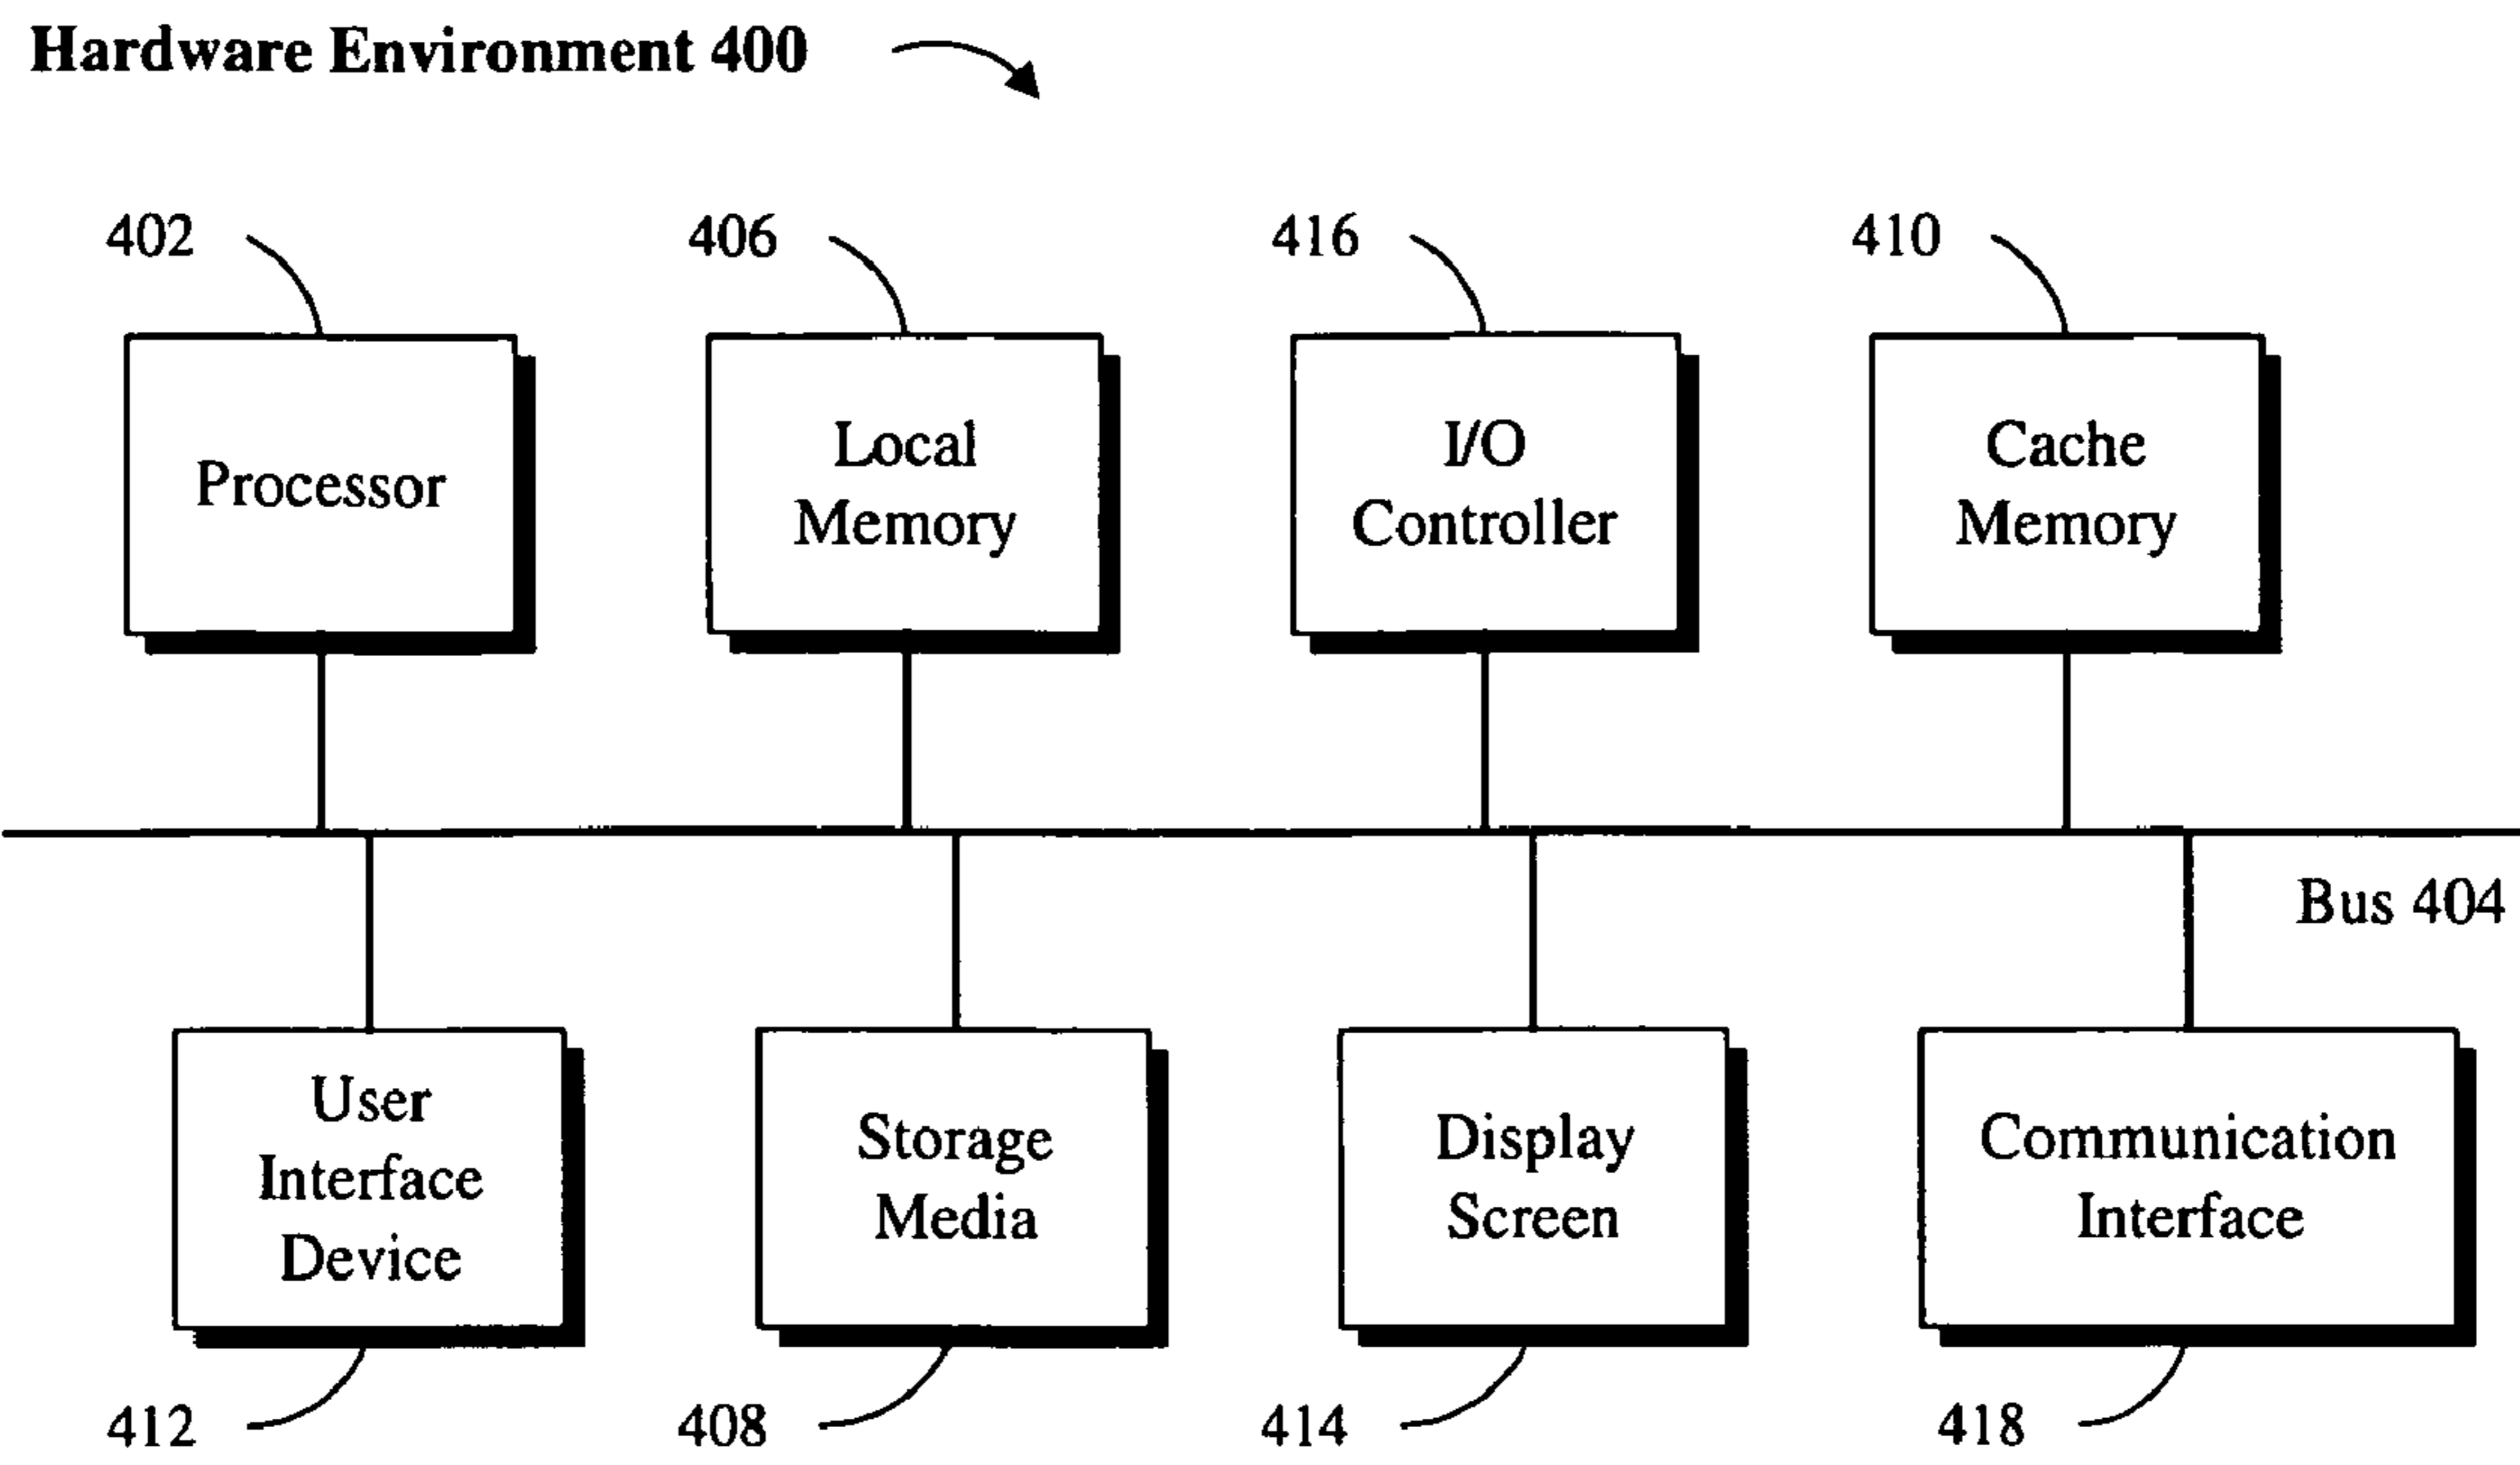 Hardware Environment 400
402
406
416
410
Processor
Local
Memory
I/O
Controller
Cache
Memory
Bus 404
User
Interface
Device
Storage
Media
Display
Screen
Communication
Interface
412
408
414
418